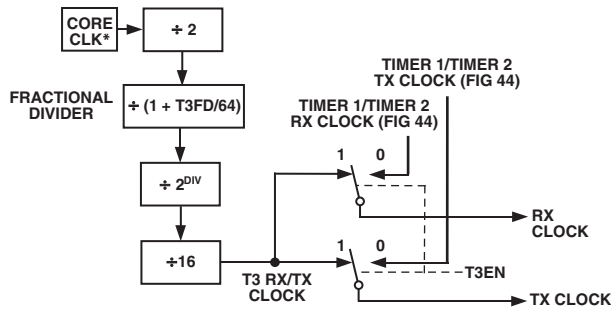 CORE
CLK*
÷ 2
FRACTIONAL
DIVIDER
÷ (1 + T3FD/64)
÷ 2DIV
÷16
T3 RX/TX
CLOCK
TIMER 1/TIMER 2
TX CLOCK (FIG 44)
TIMER 1/TIMER 2
RX CLOCK (FIG 44)
1 0
RX
CLOCK
1 0
T3EN
TX CLOCK